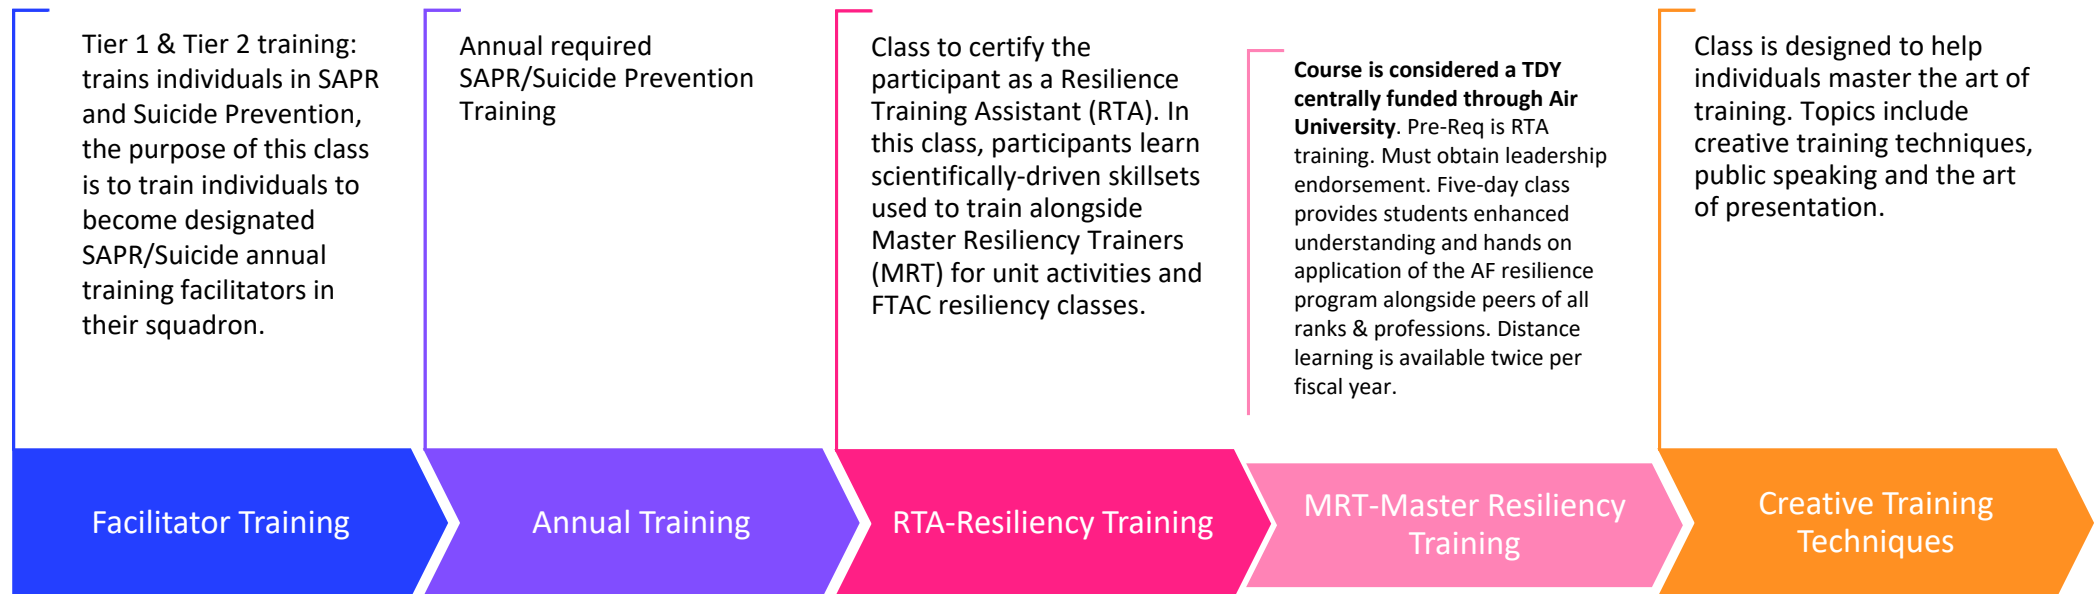 Tier 1 & Tier 2 training:
trains individuals in SAPR
and Suicide Prevention,
the purpose of this class
is to train individuals to
become designated
SAPR/Suicide annual
training facilitators in
their squadron.
Facilitator Training
Annual required
SAPR/Suicide Prevention
Training
Annual Training
Class to certify the
participant as a Resilience
Training Assistant (RTA). In
this class, participants learn
scientifically-driven skillsets
used to train alongside
Master Resiliency Trainers
(MRT) for unit activities and
FTAC resiliency classes.
RTA-Resiliency Training
Course is considered a TDY
centrally funded through Air
University. Pre-Req is RTA
training. Must obtain leadership
endorsement. Five-day class
provides students enhanced
understanding and hands on
application of the AF resilience
program alongside peers of all
ranks & professions. Distance
learning is available twice per
fiscal year.
MRT-Master Resiliency
Training
Class is designed to help
individuals master the art of
training. Topics include
creative training techniques,
public speaking and the art
of presentation.
Creative Training
Techniques